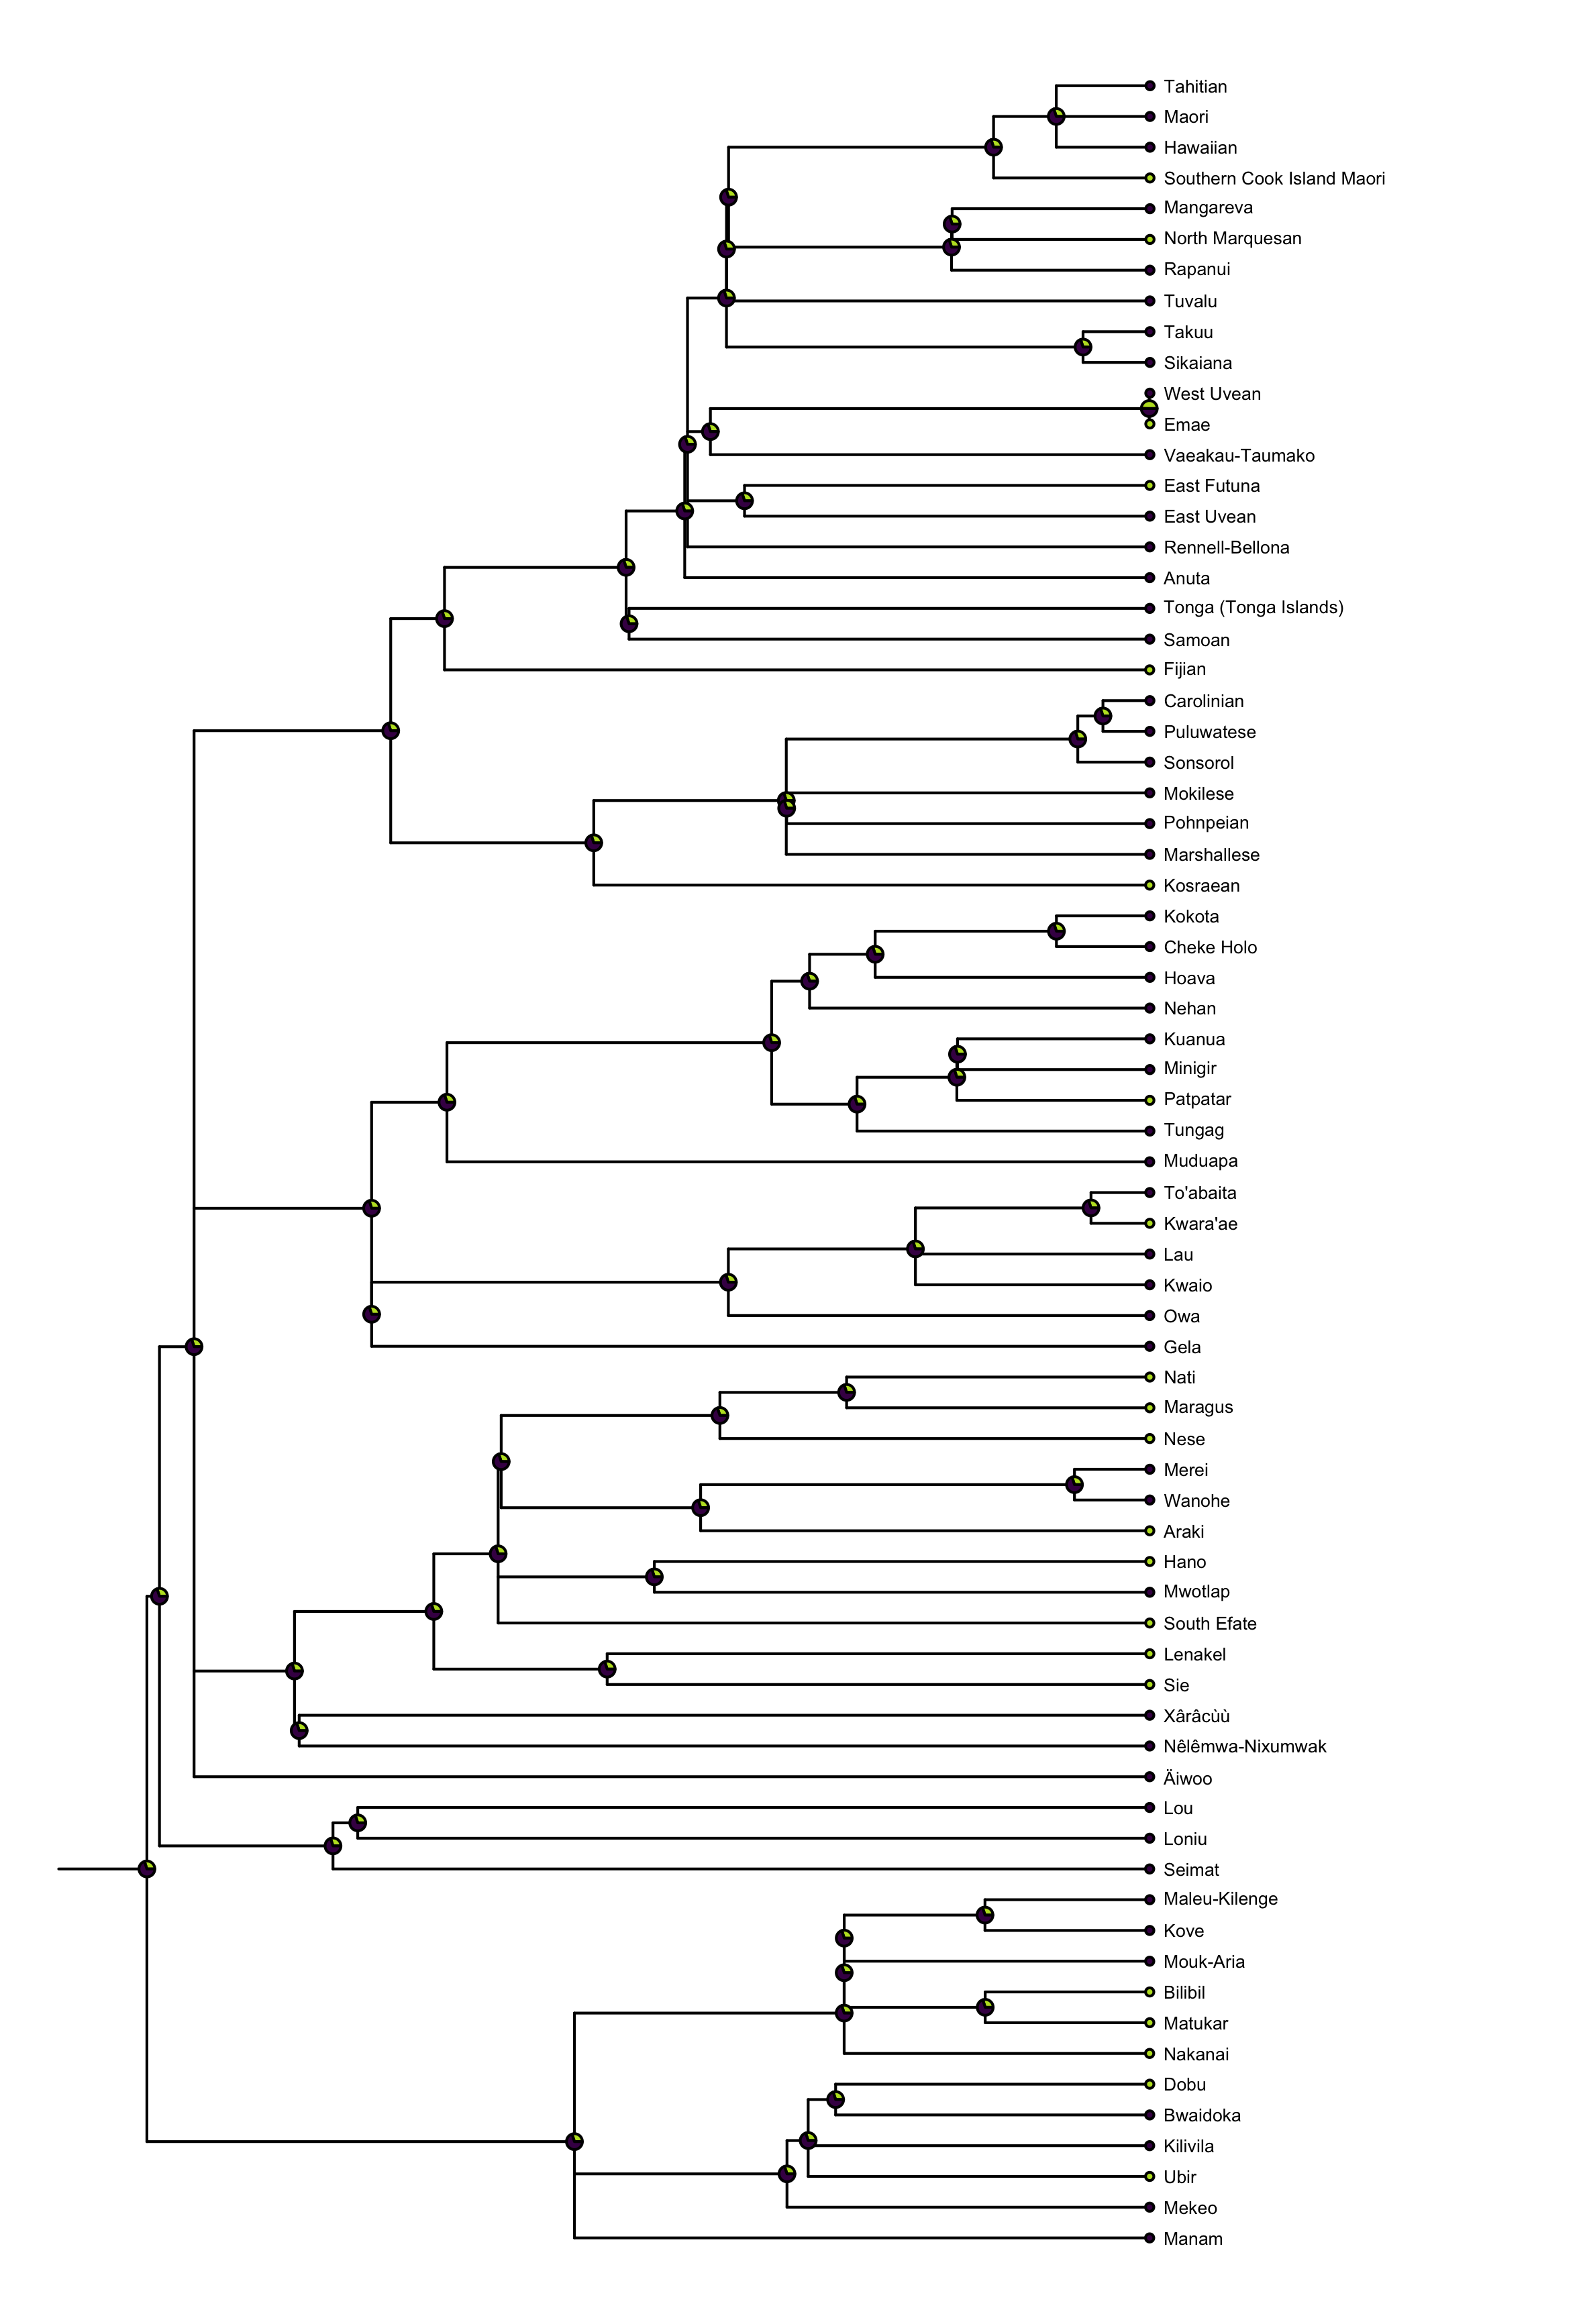 Tahitian
Maori
Hawaiian
Southern Cook Island Maori
Mangareva
North Marquesan
Rapanui
Tuvalu
Takuu
Sikaiana
West Uvean
Emae
Vaeakau-Taumako
East Futuna
East Uvean
Rennell-Bellona
Anuta
Tonga (Tonga Islands)
Samoan
Fijian
Carolinian
Puluwatese
Sonsorol
Mokilese
Pohnpeian
Marshallese
Kosraean
Kokota
Cheke Holo
Hoava
Nehan
Kuanua
Minigir
Patpatar
Tungag
Muduapa
To'abaita
Kwara'ae
Lau
Kwaio
Owa
Gela
Nati
Maragus
Nese
Merei
Wanohe
Araki
Hano
Mwotlap
South Efate
Lenakel
Sie
Xârâcùù
Nêlêmwa-Nixumwak
Äiwoo
Lou
Loniu
Seimat
Maleu-Kilenge
Kove
Mouk-Aria
Bilibil
Matukar
Nakanai
Dobu
Bwaidoka
Kilivila
Ubir
Mekeo
Manam